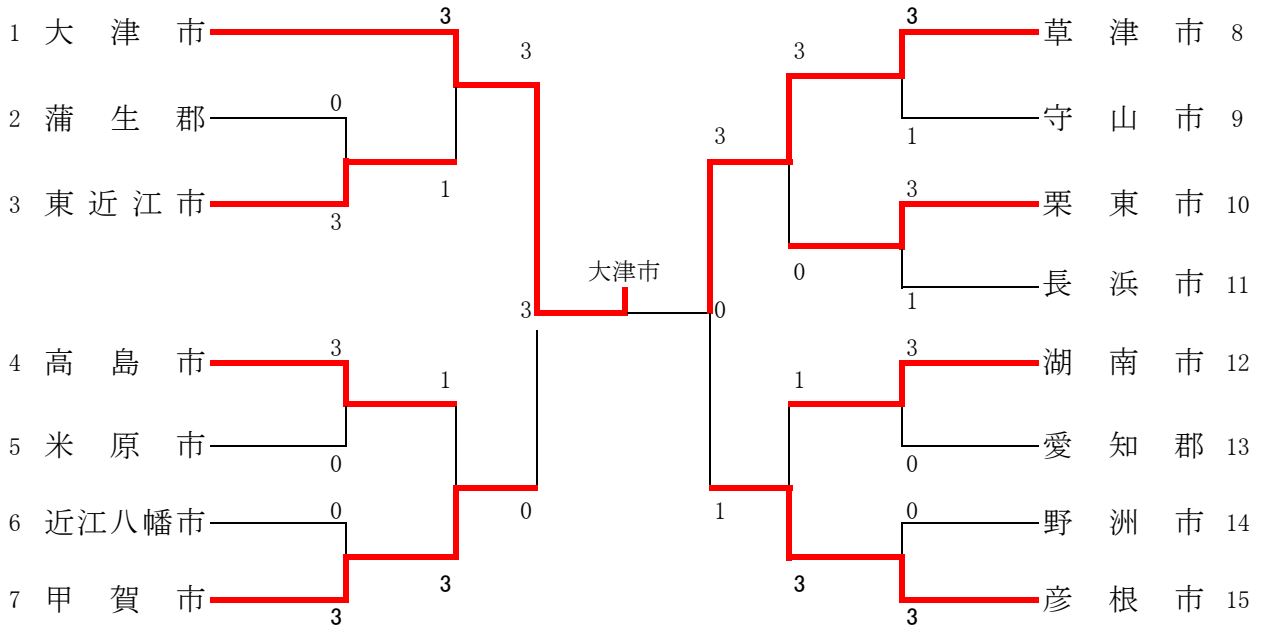 3 3
1 大 津 市 3 3 草 津 市 8
0
2 蒲 生 郡 3 守 山 市 9
1
1 3
3 東 近 江 市 栗 東 市 10
3
大津市 0
長 浜 市 11
1
3 0
3 3
4 高 島 市 湖 南 市 12
1 1
5 米 原 市 愛 知 郡 13
0 0
0 0 1 0
6 近江八幡市 野 洲 市 14
3 3
7 甲 賀 市 彦 根 市 15
3 3